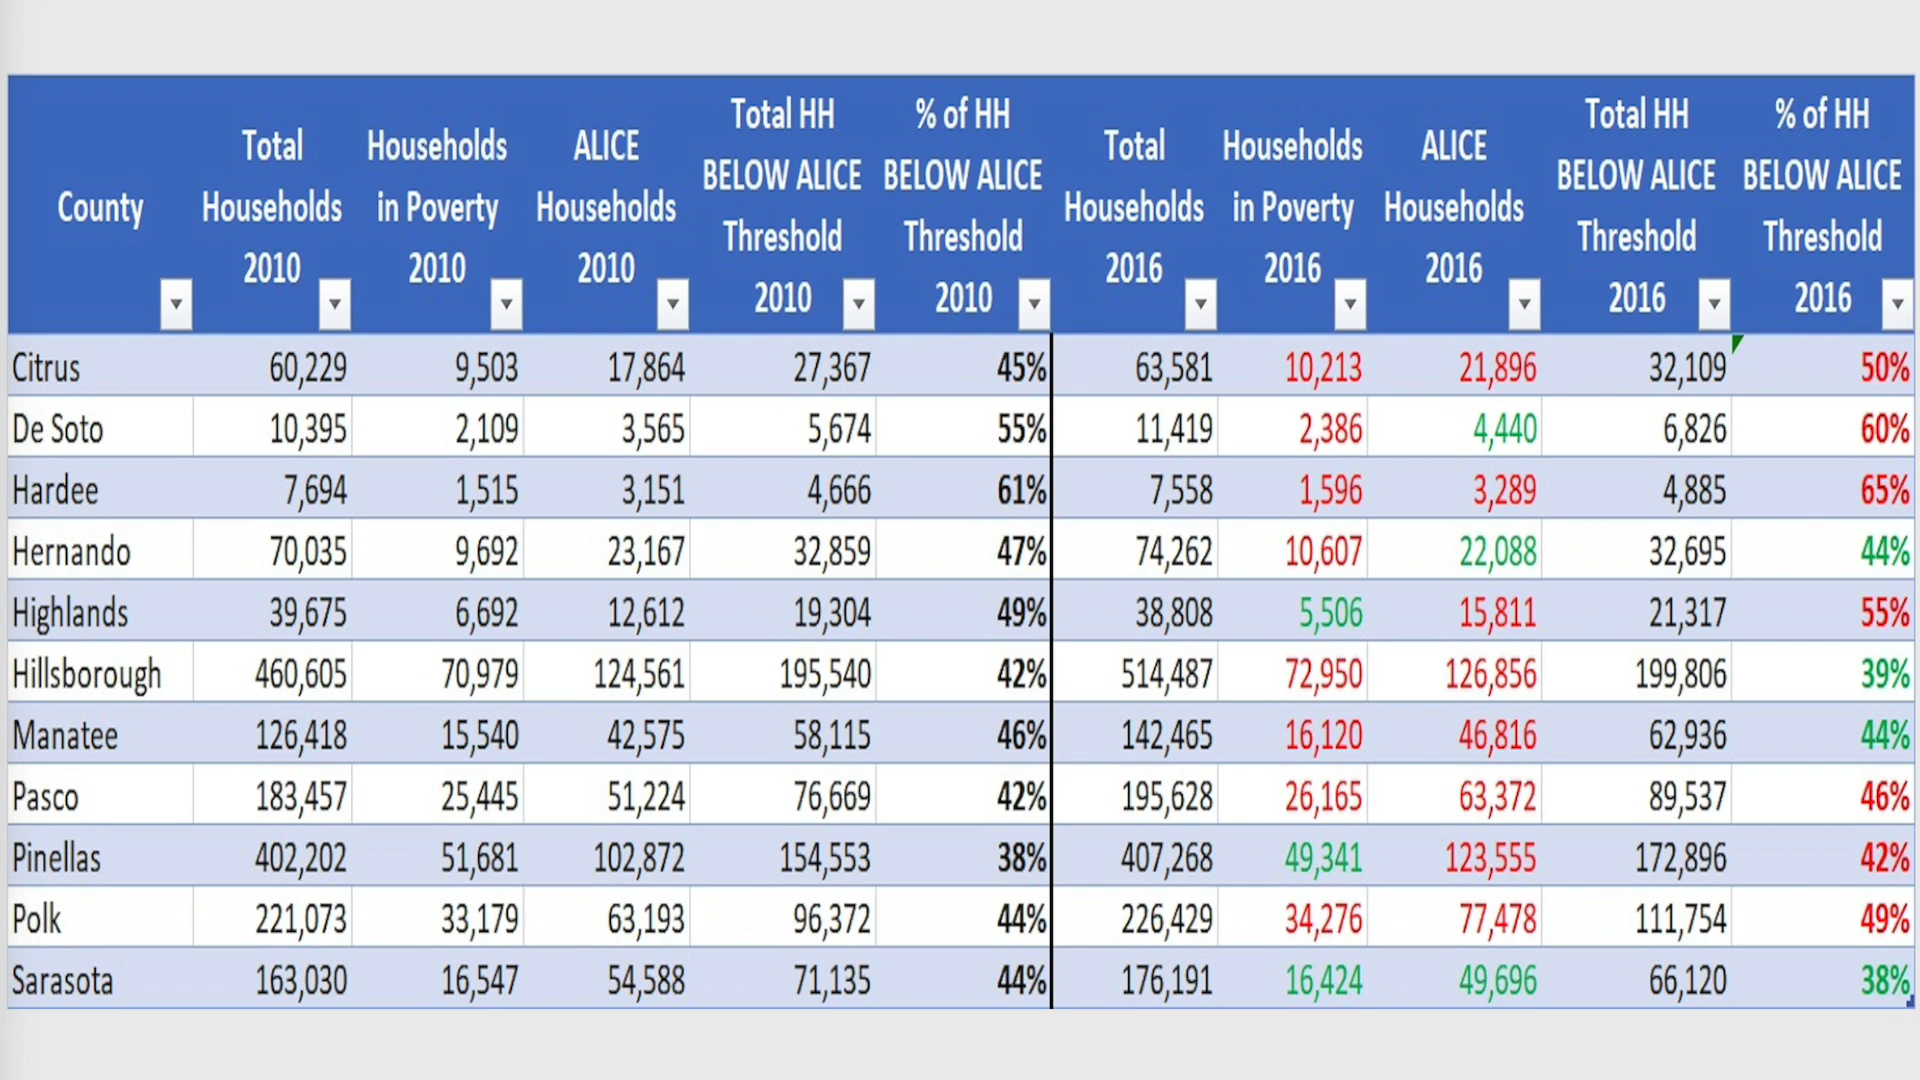 County Total Households 2010 Households in Poverty 2010 ALICE Households 2010 Total HH BELOW ALICE Threshold 2010 % of HH BELOW ALICE Threshold 2010 Total Households 2016 Households in Poverty 2016 ALICE Households 2016 Total HH BELOW ALICE Threshold 2016 % of HH BELOW ALICE Threshold 2016
Citrus 60,229 9,503 17,864 27,367 45% 63,581 10,213 21,896 32,109 50%
De Soto 10,395 2,109 3,565 5,674 55% 11,419 2,386 4,440 6,826 60%
Hardee 7,694 1,515 3,151 4,666 61% 7,558 1,596 3,289 4,885 65%
Hernando 70,035 9,692 23,167 32,859 47% 74,262 10,607 22,088 32,695 44%
Highlands 39,675 6,692 12,612 19,304 49% 38,808 5,506 15,811 21,317 55%
Hillsborough 460,605 70,979 124,561 195,540 42% 514,487 72,950 126,856 199,806 39%
Manatee 126,418 15,540 42,575 58,115 46% 142,465 16,120 46,816 62,936 44%
Pasco 183,457 25,445 51,224 76,669 42% 195,628 26,165 63,372 89,537 46%
Pinellas 402,202 51,681 102,872 154,553 38% 407,268 49,341 123,555 172,896 42%
Polk 221,073 33,179 63,193 96,372 44% 226,429 34,276 77,478 111,754 49%
Sarasota 163,030 16,547 54,588 71,135 44% 176,191 16,424 49,696 66,120 38%